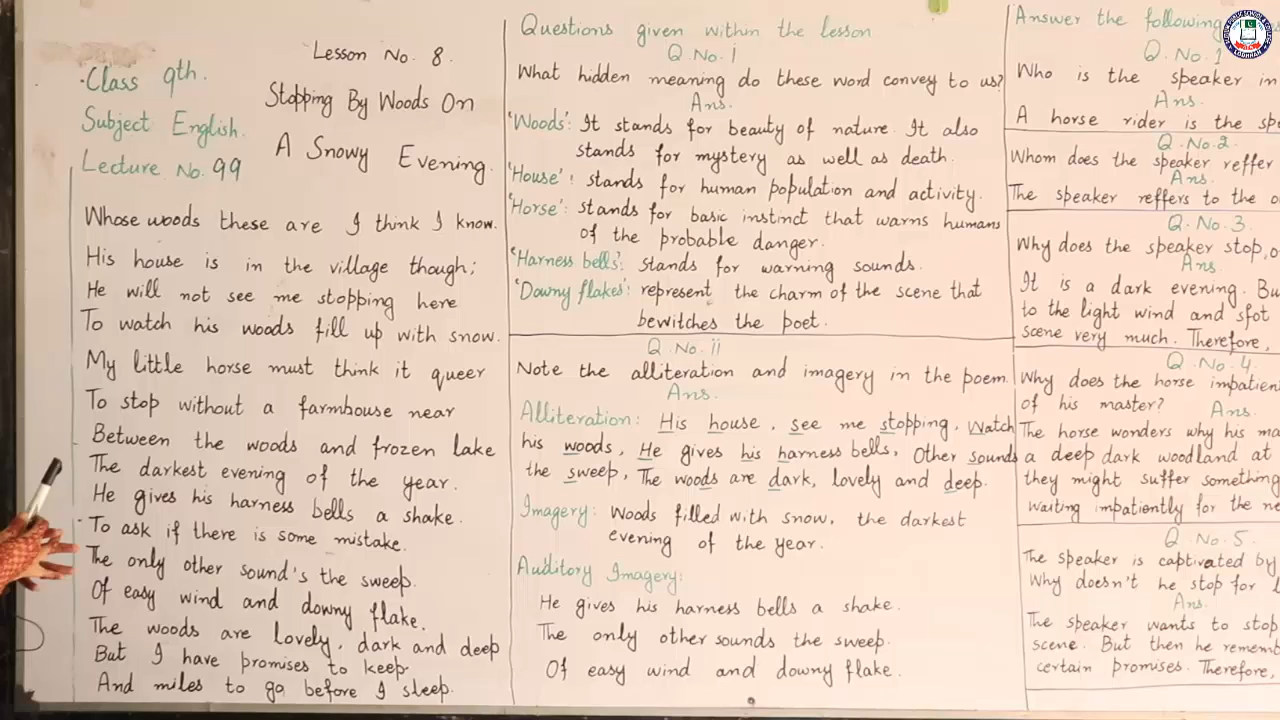 Class 9th.
Subject English.
Lecture No. 99
Lesson No. 8.
Stopping By Woods On
A Snowy Evening.
Whose woods these are I think I know.
His house is in the village though;
He will not see me stopping here
To watch his woods fill up with snow.
My little horse must think it queer
To stop without a farmhouse near
Between the woods and frozen lake
The darkest evening of the year.
He gives his harness bells a shake.
To ask if there is some mistake.
The only other sound's the sweep.
Of easy wind and downy flake.
The woods are lovely, dark and deep
But I have promises to keep
And miles to go before I sleep.
Questions given within the lesson
Q. No. i
What hidden meaning do these word convey to us?
Ans.
'Woods': It stands for beauty of nature. It also
stands for mystery as well as death.
'House': stands for human population and activity.
'Horse': stands for basic instinct that warns humans
of the probable danger.
'Harness bells': stands for warning sounds.
'Downy flakes': represent the charm of the scene that
bewitches the poet.
Q. No. ii
Note the alliteration and imagery in the poem.
Ans.
Alliteration: His house, see me stopping, Watch
his woods, He gives his harness bells, Other sounds
the sweep, The woods are dark, lovely and deep.
Imagery: Woods filled with snow, the darkest
evening of the year.
Auditory Imagery:
He gives his harness bells a shake.
The only other sounds the sweep.
Of easy wind and downy flake.
Answer the following
Q. No. 1
Who is the speaker in
Ans.
A horse rider is the
Q. No. 2
Whom does the speaker reffer
Ans.
The speaker reffers to the
Q. No. 3
Why does the speaker stop,
Ans.
It is a dark evening.
to the light wind and sfot
scene very much. Therefore,
Q. No. 4
Why does the horse
of his master? Ans.
The horse wonders why his
a deep dark woodland at
they might suffer something
waiting impatiently for the
Q. No. 5
The speaker is captivated by
Why doesn't he stop for
Ans.
The speaker wants to stop
scene. But then he
certain promises. Therefore,